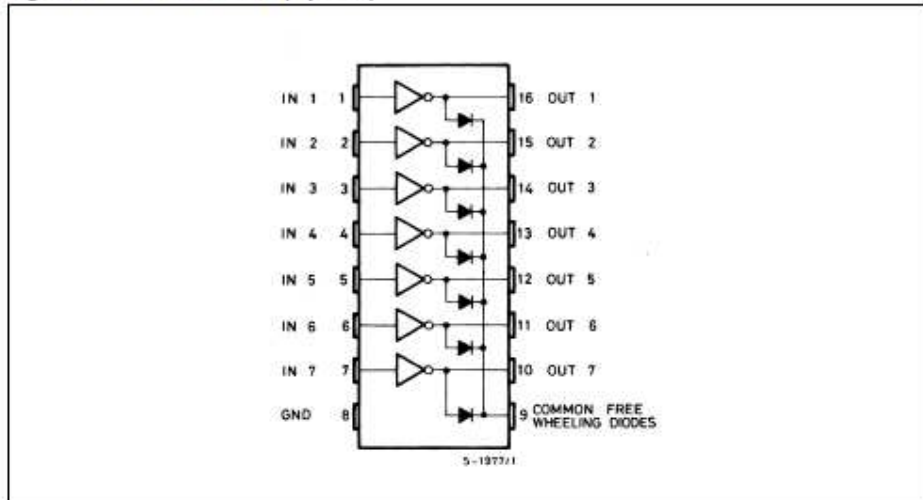 IN 1 1 16 OUT 1
IN 2 2 15 OUT 2
IN 3 3 14 OUT 3
IN 4 4 13 OUT 4
IN 5 5 12 OUT 5
IN 6 6 11 OUT 6
IN 7 7 10 OUT 7
GND 8 9 COMMON FREE
WHEELING DIODES
S-1977/1